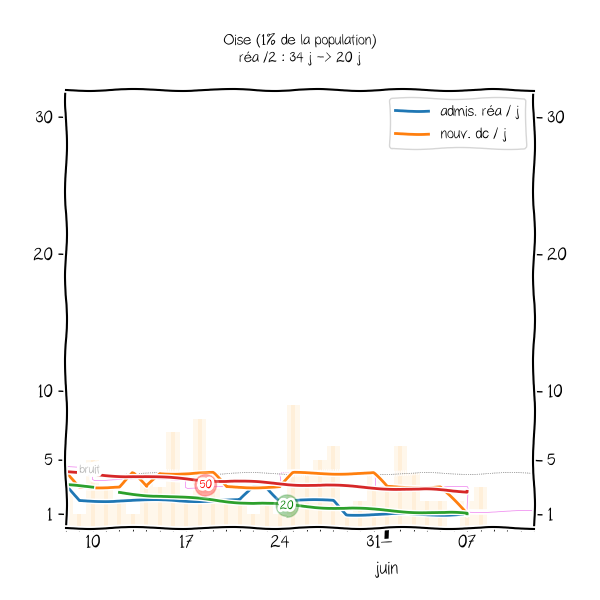 Oise (1% de la population)
réa /2 : 34 j -> 20 j
admis. réa / j
nouv. dc / j
30
30
20
20
10
10
5
5
bruit
50
20
1
1
10
17
24
31
07
juin